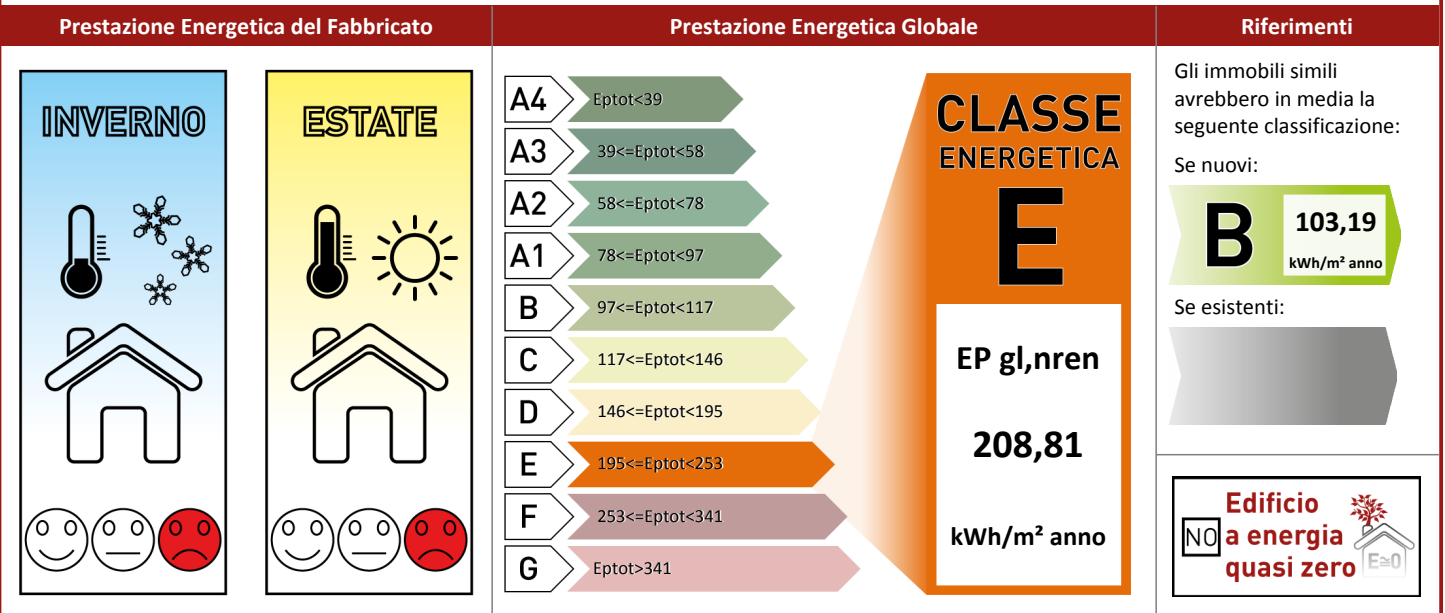 Prestazione Energetica del Fabbricato
Prestazione Energetica Globale
Riferimenti
INVERNO
ESTATE
A4
Eptot<39
A3
39<=Eptot<58
A2
58<=Eptot<78
A1
78<=Eptot<97
B
97<=Eptot<117
C
117<=Eptot<146
D
146<=Eptot<195
E
195<=Eptot<253
F
253<=Eptot<341
G
Eptot>341
CLASSE
ENERGETICA
E
EP gl,nren
208,81
kWh/m² anno
Gli immobili simili
avrebbero in media la
seguente classificazione:
Se nuovi:
B
103,19
kWh/m² anno
Se esistenti:
Edificio
NO a energia
quasi zero
E≃0